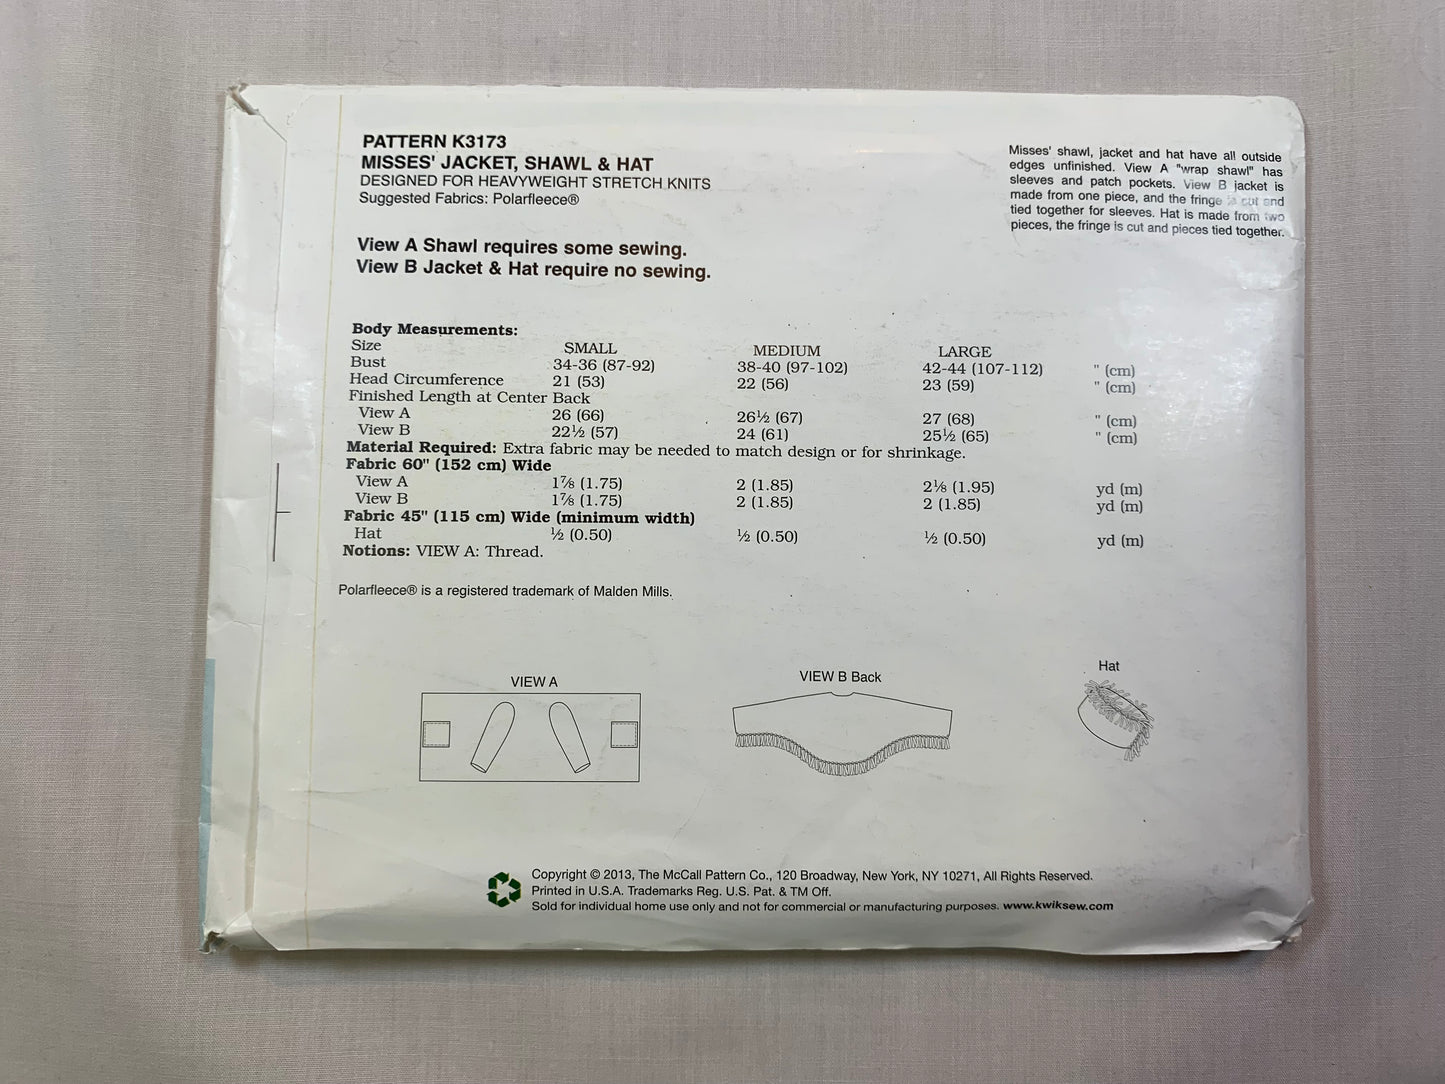 PATTERN K3173
MISSES' JACKET, SHAWL & HAT
DESIGNED FOR HEAVYWEIGHT STRETCH KNITS
Suggested Fabrics: Polarfleece®
View A Shawl requires some sewing.
View B Jacket & Hat require no sewing.
Misses' shawl, jacket and hat have all outside
edges unfinished. View A "wrap shawl" has
sleeves and patch pockets. View B jacket is
made from one piece, and the fringe is cut and
tied together for sleeves. Hat is made from two
pieces, the fringe is cut and pieces tied together.
Body Measurements:
Size SMALL MEDIUM LARGE
Bust 34-36 (87-92) 38-40 (97-102) 42-44 (107-112) " (cm)
Head Circumference 21 (53) 22 (56) 23 (59) " (cm)
Finished Length at Center Back
View A 26 (66) 26½ (67) 27 (68) " (cm)
View B 22½ (57) 24 (61) 25½ (65) " (cm)
Material Required: Extra fabric may be needed to match design or for shrinkage.
Fabric 60" (152 cm) Wide
View A 1⅞ (1.75) 2 (1.85) 2⅛ (1.95) yd (m)
View B 1⅞ (1.75) 2 (1.85) 2 (1.85) yd (m)
Fabric 45" (115 cm) Wide (minimum width)
Hat ½ (0.50) ½ (0.50) ½ (0.50) yd (m)
Notions: VIEW A: Thread.
Polarfleece® is a registered trademark of Malden Mills.
VIEW A
VIEW B Back
Hat
Copyright © 2013, The McCall Pattern Co., 120 Broadway, New York, NY 10271, All Rights Reserved.
Printed in U.S.A. Trademarks Reg. U.S. Pat. & TM Off.
Sold for individual home use only and not for commercial or manufacturing purposes. www.kwiksew.com